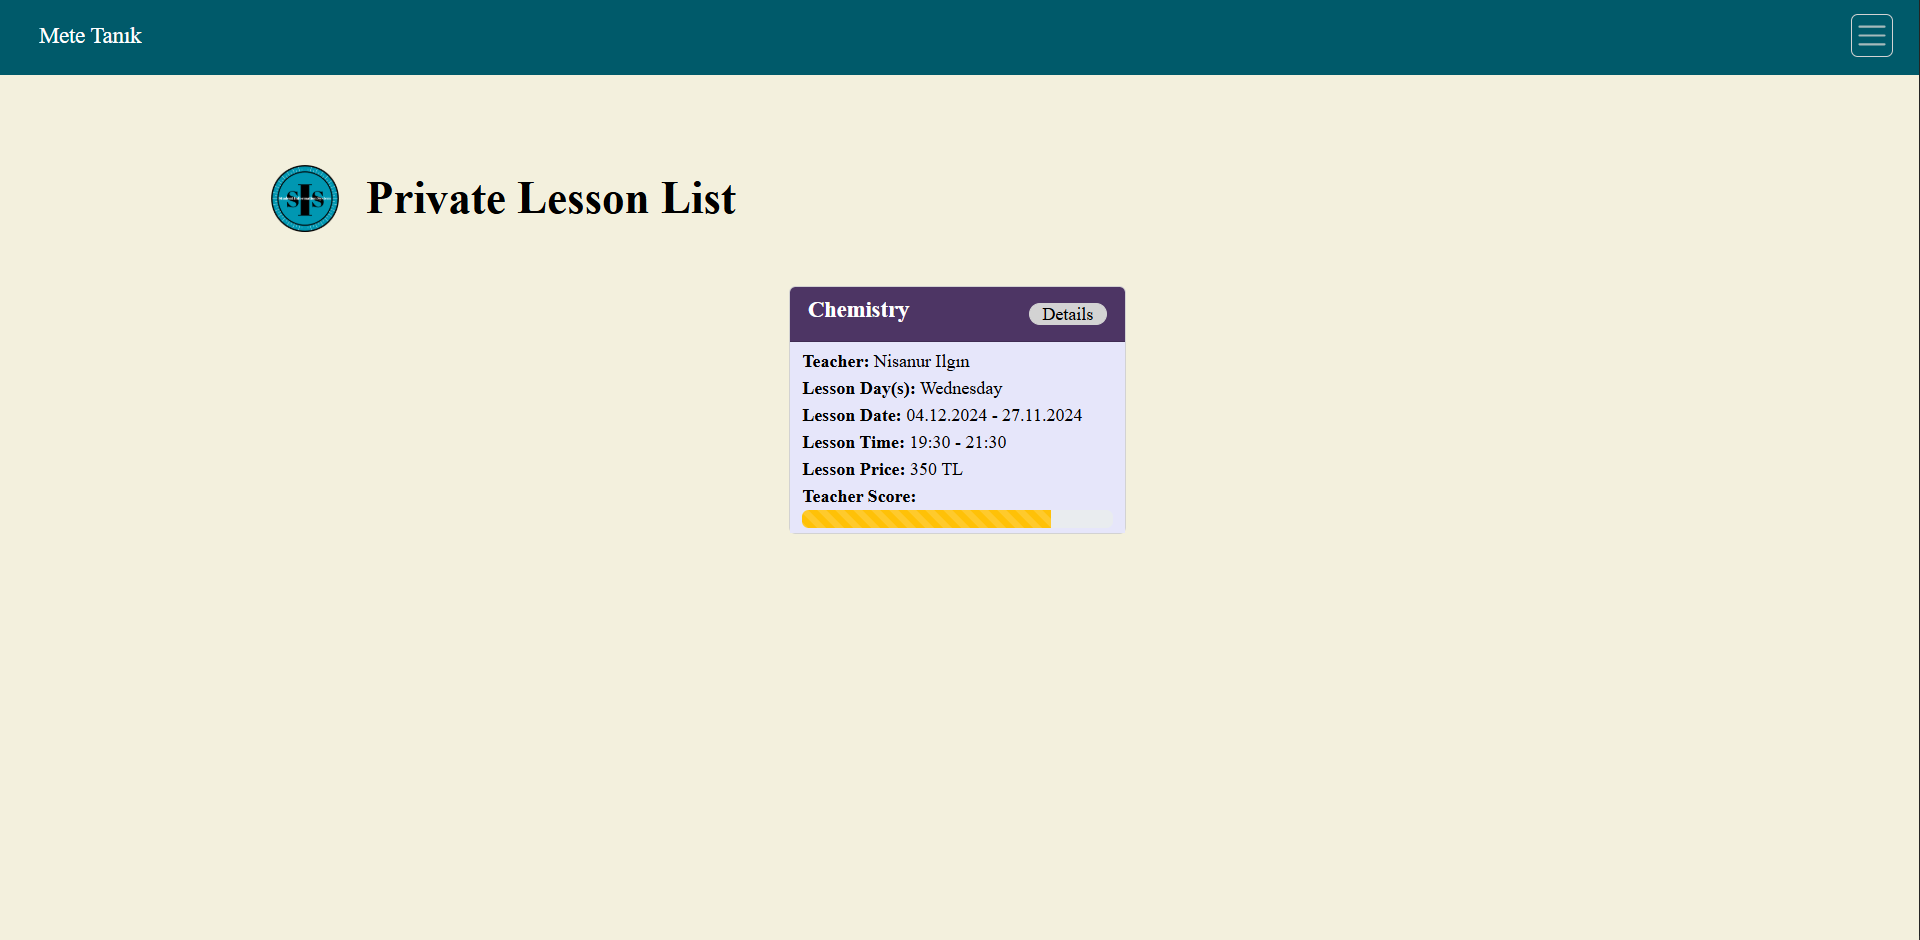 Mete Tanık
SIS
Private Lesson List
Chemistry
Details
Teacher: Nisanur Ilgın
Lesson Day(s): Wednesday
Lesson Date: 04.12.2024 - 27.11.2024
Lesson Time: 19:30 - 21:30
Lesson Price: 350 TL
Teacher Score: